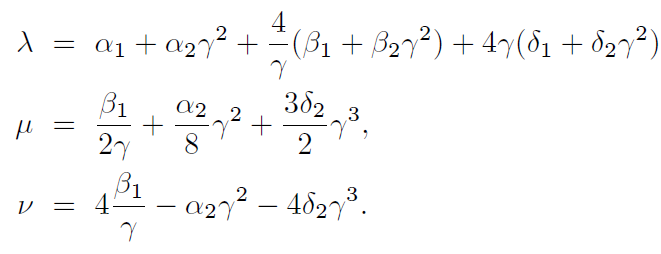 λ = α₁ + α₂γ² + 4/γ (β₁ + β₂γ²) + 4γ(δ₁ + δ₂γ²)
μ = β₁/2γ + α₂/8 γ² + 3δ₂/2 γ³,
ν = 4 β₁/γ − α₂γ² − 4δ₂γ³.